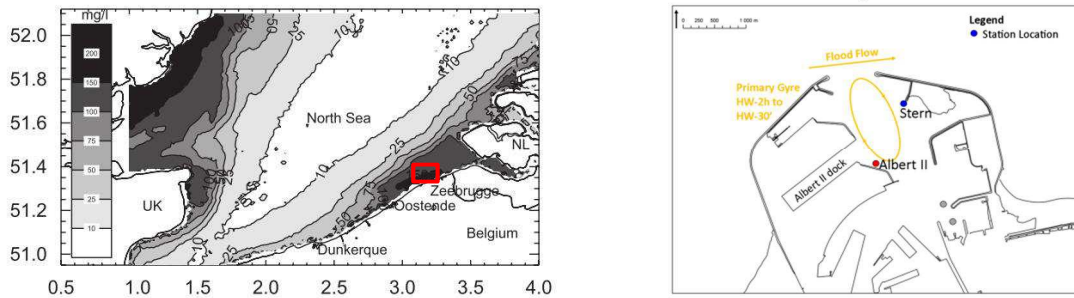 mg/l
200
150
100
75
50
25
10
52.0
51.8
51.6
51.4
51.2
51.0
0.5 1.0 1.5 2.0 2.5 3.0 3.5 4.0
North Sea
NL
UK
Zeebrugge
Oostende
Belgium
Dunkerque
0 250 500 1 000 m
Legend
Station Location
Flood Flow
Primary Gyre
HW-2h to
HW-30'
Stern
Albert II
Albert II dock